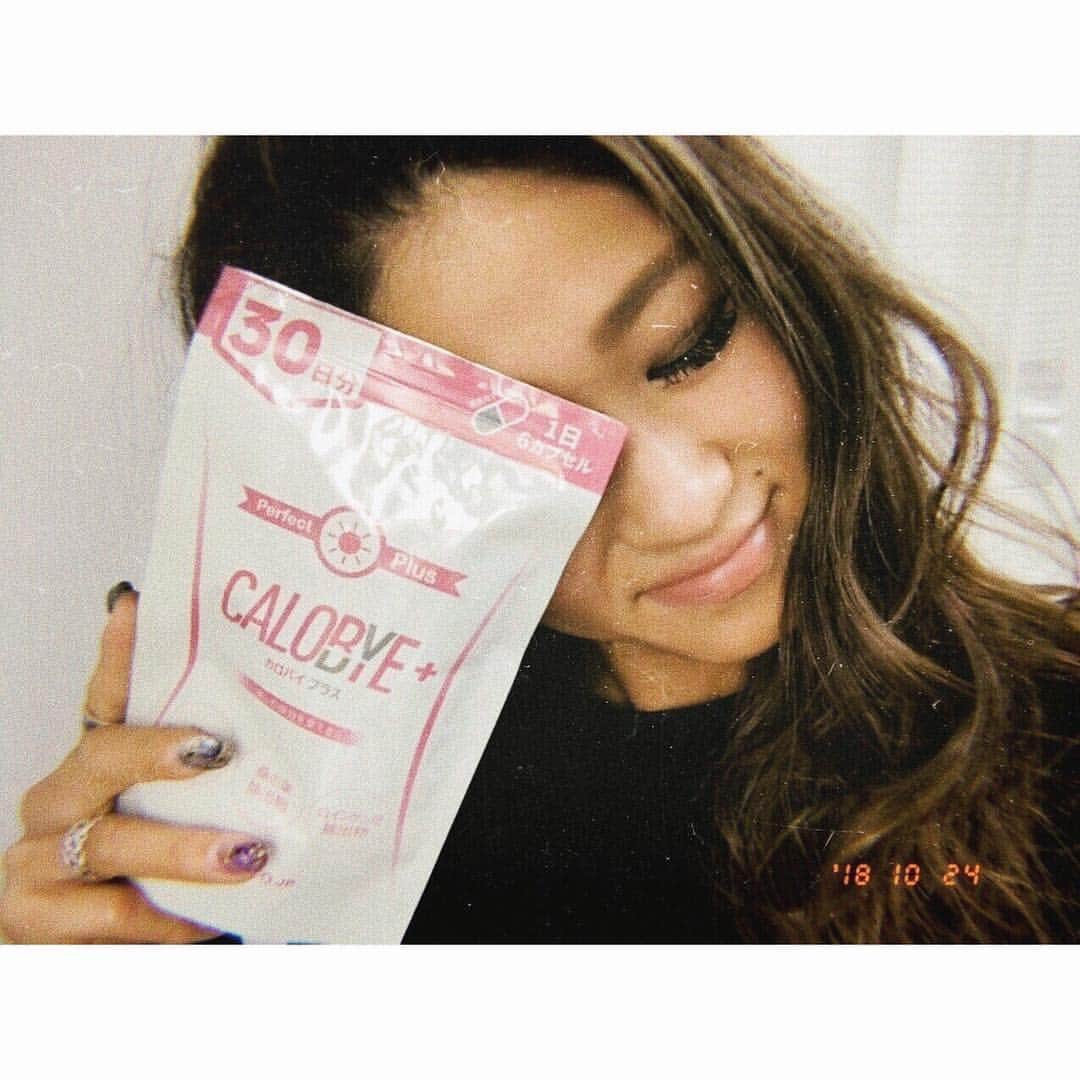 30日分
1日
6カプセル
Perfect Plus
CALOBYE+
カロバイ プラス
'18 10 24